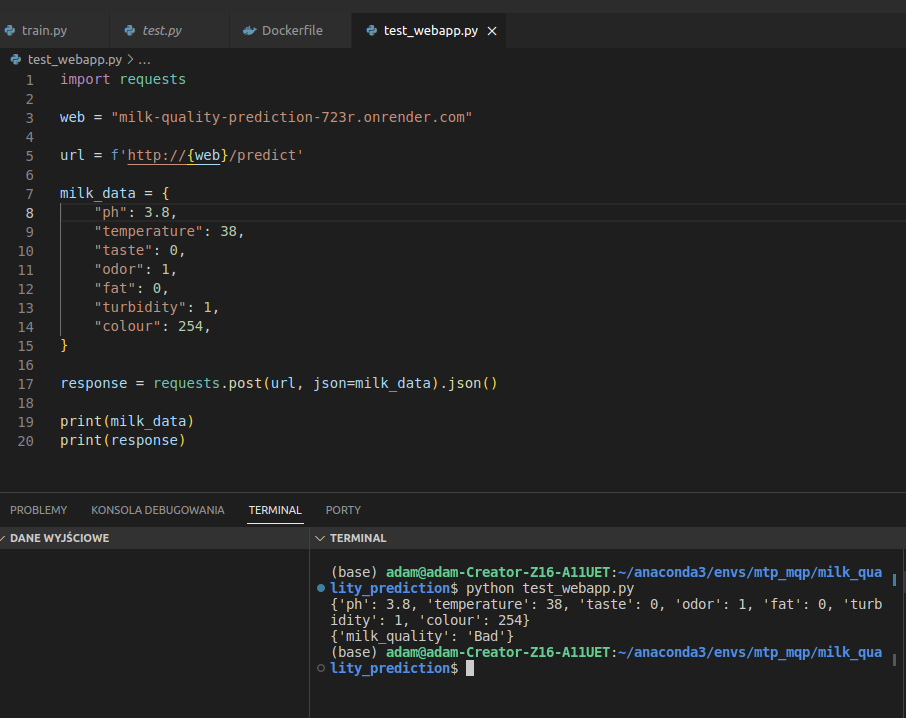 train.py test.py Dockerfile test_webapp.py
test_webapp.py > ...
1 import requests
2
3 web = "milk-quality-prediction-723r.onrender.com"
4
5 url = f'http://{web}/predict'
6
7 milk_data = {
8 "ph": 3.8,
9 "temperature": 38,
10 "taste": 0,
11 "odor": 1,
12 "fat": 0,
13 "turbidity": 1,
14 "colour": 254,
15 }
16
17 response = requests.post(url, json=milk_data).json()
18
19 print(milk_data)
20 print(response)
PROBLEMY KONSOLA DEBUGOWANIA TERMINAL PORTY
DANE WYJŚCIOWE
TERMINAL
(base) adam@adam-Creator-Z16-A11UET:~/anaconda3/envs/mtp_mqp/milk_qua
lity_prediction$ python test_webapp.py
{'ph': 3.8, 'temperature': 38, 'taste': 0, 'odor': 1, 'fat': 0, 'turb
idity': 1, 'colour': 254}
{'milk_quality': 'Bad'}
(base) adam@adam-Creator-Z16-A11UET:~/anaconda3/envs/mtp_mqp/milk_qua
lity_prediction$